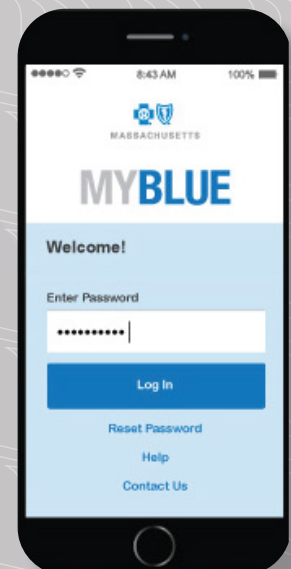 8:43 AM 100%
MASSACHUSETTS
MYBLUE
Welcome!
Enter Password
••••••••••
Log In
Reset Password
Help
Contact Us